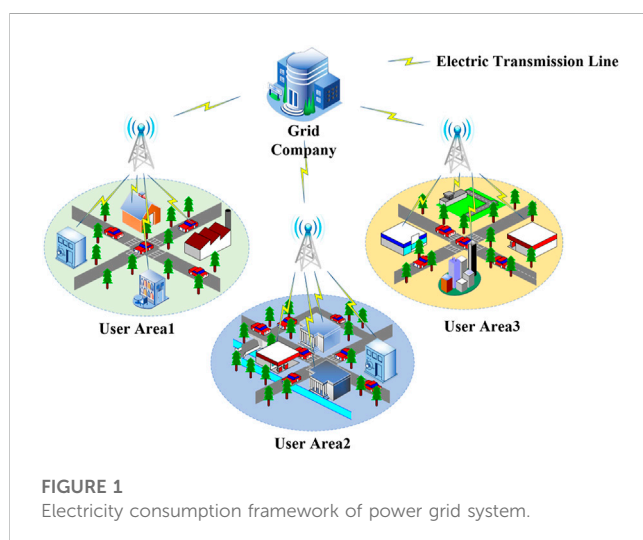 Electric Transmission Line
Grid
Company
User Area1
User Area3
User Area2
FIGURE 1
Electricity consumption framework of power grid system.